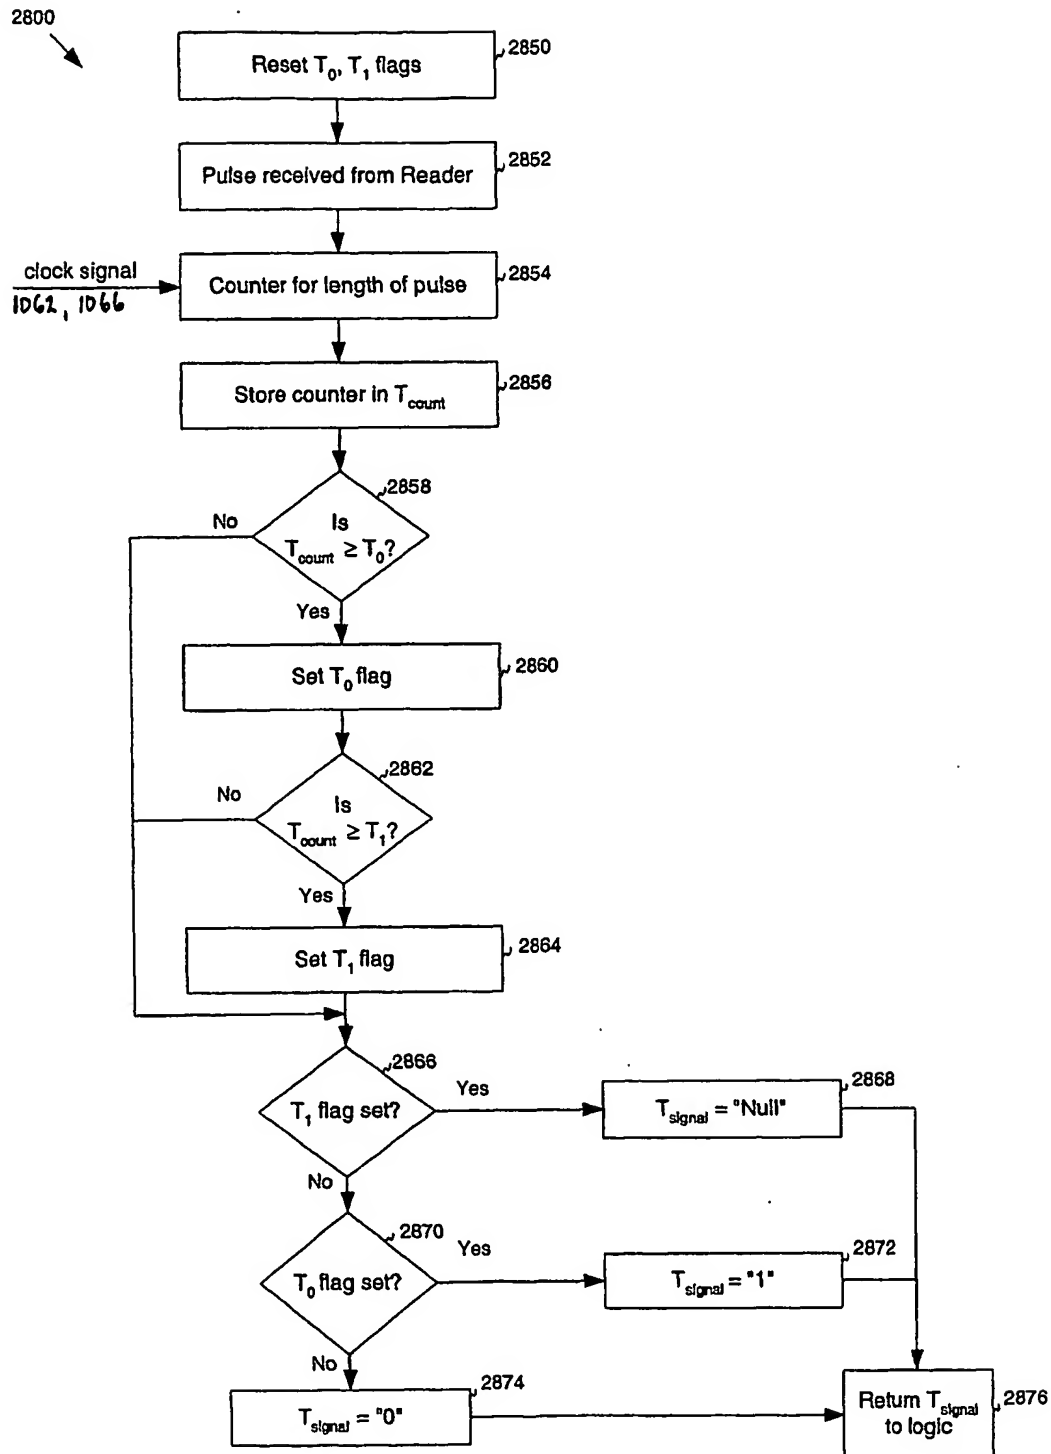 2800
2850
Reset T0, T1 flags
2852
Pulse received from Reader
clock signal
1062, 1066
2854
Counter for length of pulse
2856
Store counter in Tcount
2858
No
Is
Tcount ≥ T0?
Yes
2860
Set T0 flag
2862
No
Is
Tcount ≥ T1?
Yes
2864
Set T1 flag
2866
T1 flag set?
Yes
2868
Tsignal = "Null"
No
2870
T0 flag set?
Yes
2872
Tsignal = "1"
No
2874
Tsignal = "0"
Return Tsignal
to logic
2876